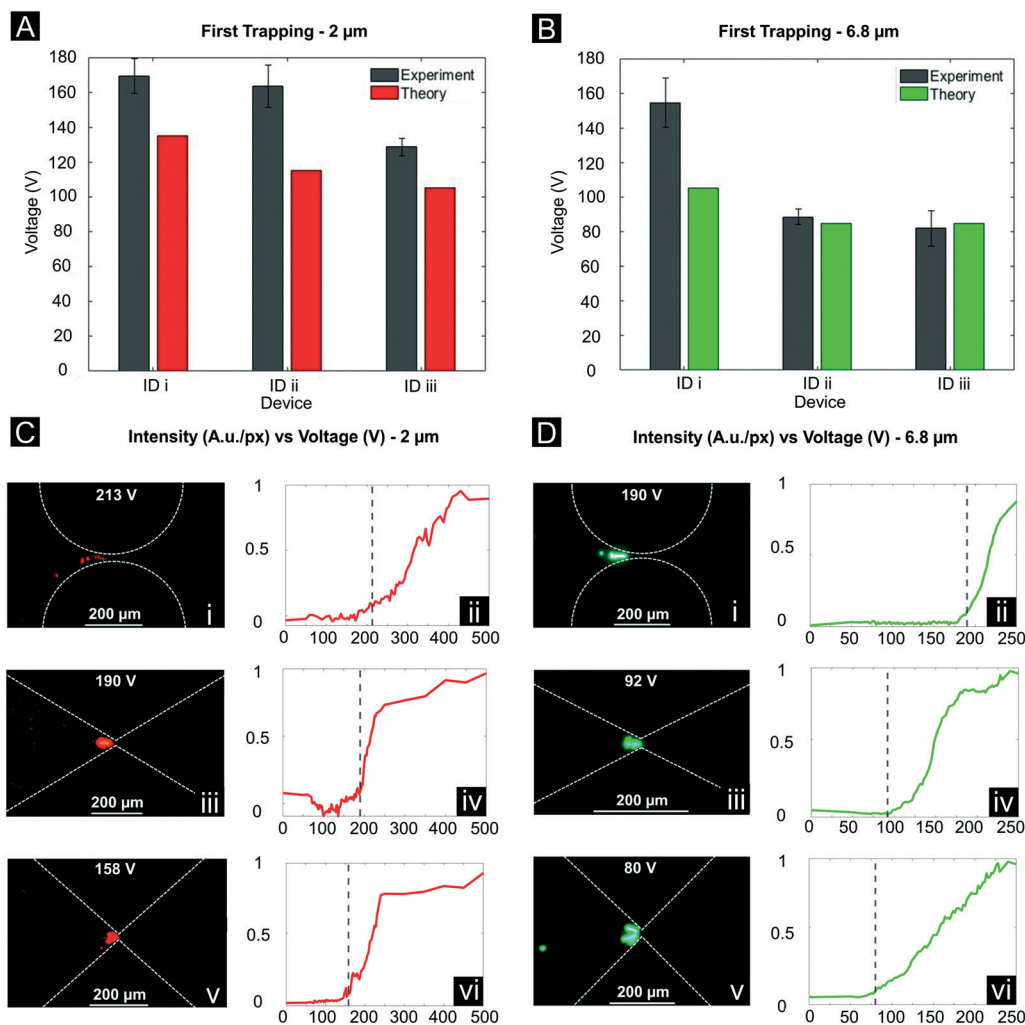 A
First Trapping - 2 µm
180
160
140
120
100
80
60
40
20
0
Voltage (V)
Experiment
Theory
ID i
ID ii
ID iii
Device
B
First Trapping - 6.8 µm
180
160
140
120
100
80
60
40
20
0
Voltage (V)
Experiment
Theory
ID i
ID ii
ID iii
Device
C
Intensity (A.u./px) vs Voltage (V) - 2 µm
213 V
200 µm
i
1
0.5
0
0 100 200 300 400 500
ii
190 V
200 µm
iii
1
0.5
0
0 100 200 300 400 500
iv
158 V
200 µm
v
1
0.5
0
0 100 200 300 400 500
vi
D
Intensity (A.u./px) vs Voltage (V) - 6.8 µm
190 V
200 µm
i
1
0.5
0
0 50 100 150 200 250
ii
92 V
200 µm
iii
1
0.5
0
0 50 100 150 200 250
iv
80 V
200 µm
v
1
0.5
0
0 50 100 150 200 250
vi